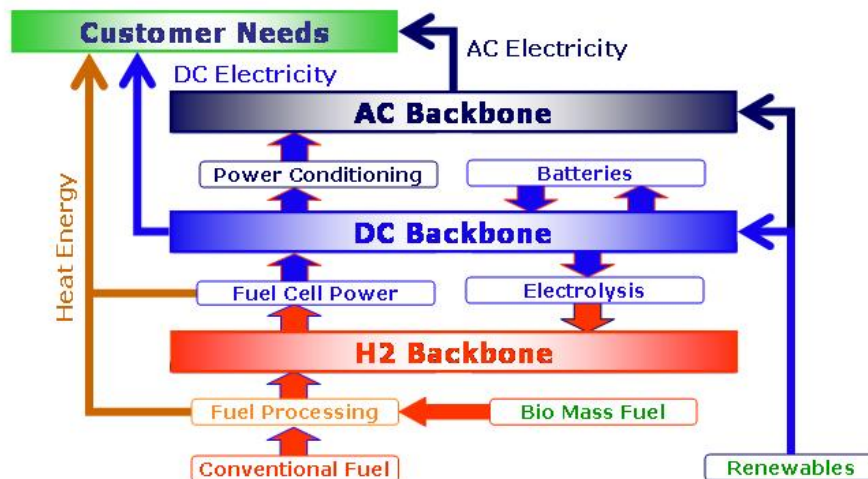 Customer Needs
AC Electricity
DC Electricity
AC Backbone
Power Conditioning
Batteries
DC Backbone
Heat Energy
Fuel Cell Power
Electrolysis
H2 Backbone
Fuel Processing
Bio Mass Fuel
Conventional Fuel
Renewables